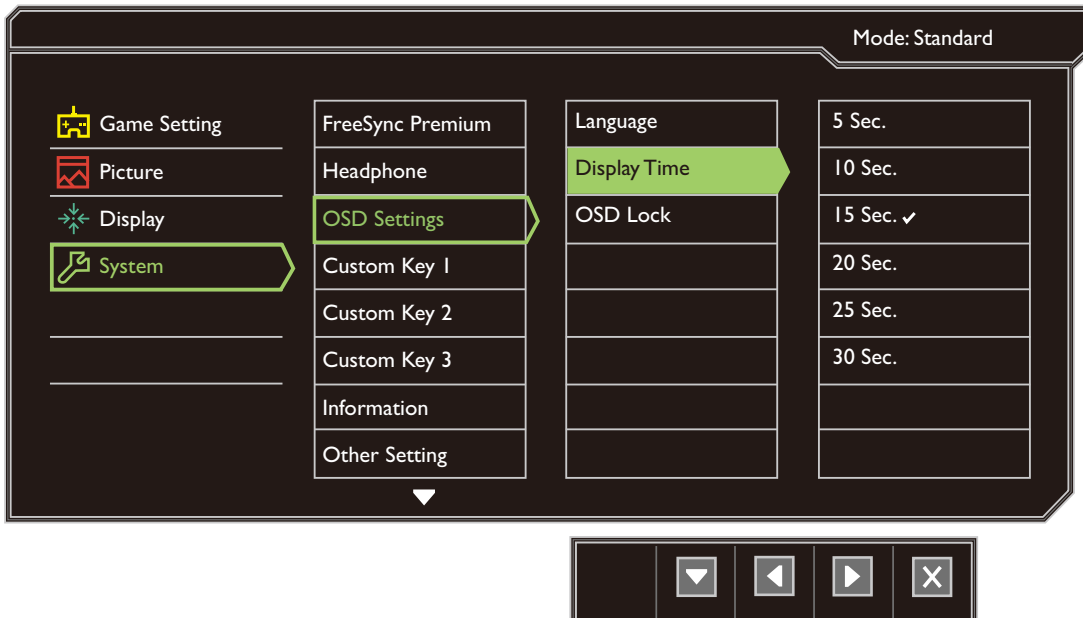 Mode: Standard
Game Setting
Picture
Display
System
FreeSync Premium
Headphone
OSD Settings
Custom Key 1
Custom Key 2
Custom Key 3
Information
Other Setting
Language
Display Time
OSD Lock
5 Sec.
10 Sec.
15 Sec. ✓
20 Sec.
25 Sec.
30 Sec.